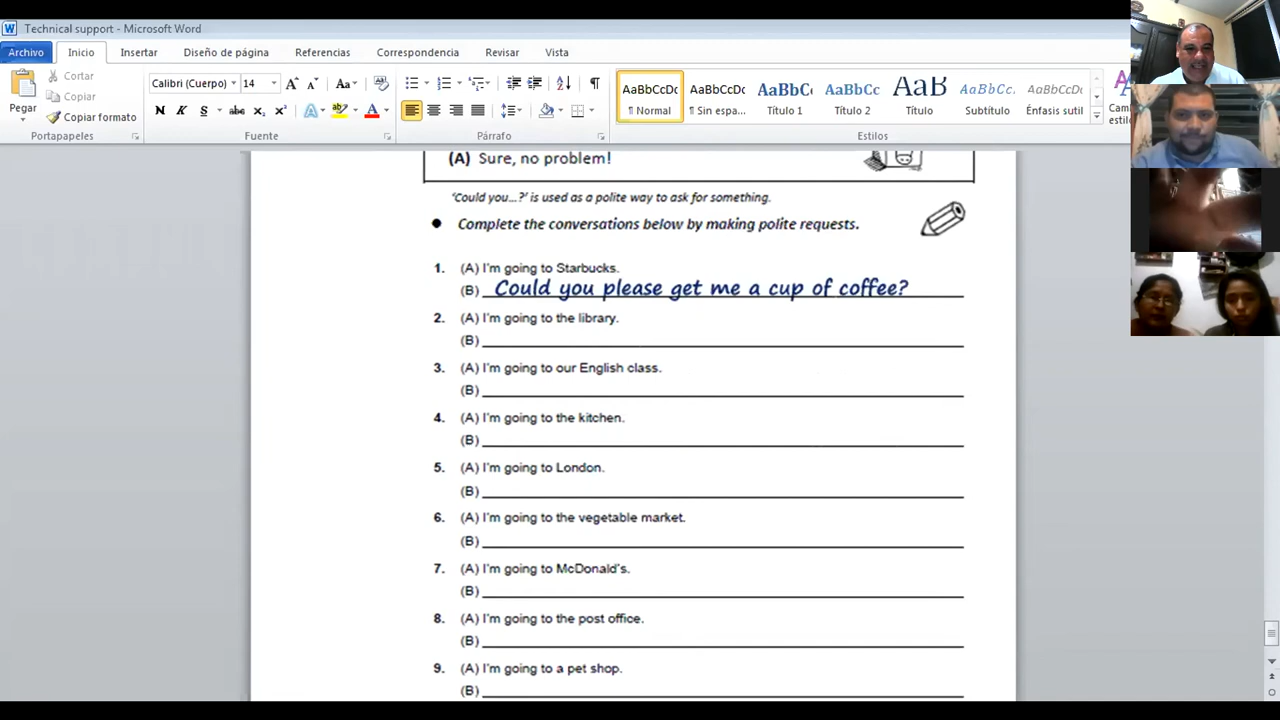 Technical support - Microsoft Word
Archivo Inicio Insertar Diseño de página Referencias Correspondencia Revisar Vista
Cortar
Copiar
Pegar
Copiar formato
Portapapeles
Calibri (Cuerpo) 14
Fuente
Párrafo
AaBbCcDc AaBbCcDc AaBbC AaBbCc AaB AaBbCc. AaBbCcDc
¶ Normal ¶ Sin espa... Título 1 Título 2 Título Subtítulo Énfasis sutil
Estilos
(A) Sure, no problem!
'Could you...?' is used as a polite way to ask for something.
● Complete the conversations below by making polite requests.
1. (A) I'm going to Starbucks.
(B) Could you please get me a cup of coffee?
2. (A) I'm going to the library.
(B)
3. (A) I'm going to our English class.
(B)
4. (A) I'm going to the kitchen.
(B)
5. (A) I'm going to London.
(B)
6. (A) I'm going to the vegetable market.
(B)
7. (A) I'm going to McDonald's.
(B)
8. (A) I'm going to the post office.
(B)
9. (A) I'm going to a pet shop.
(B)